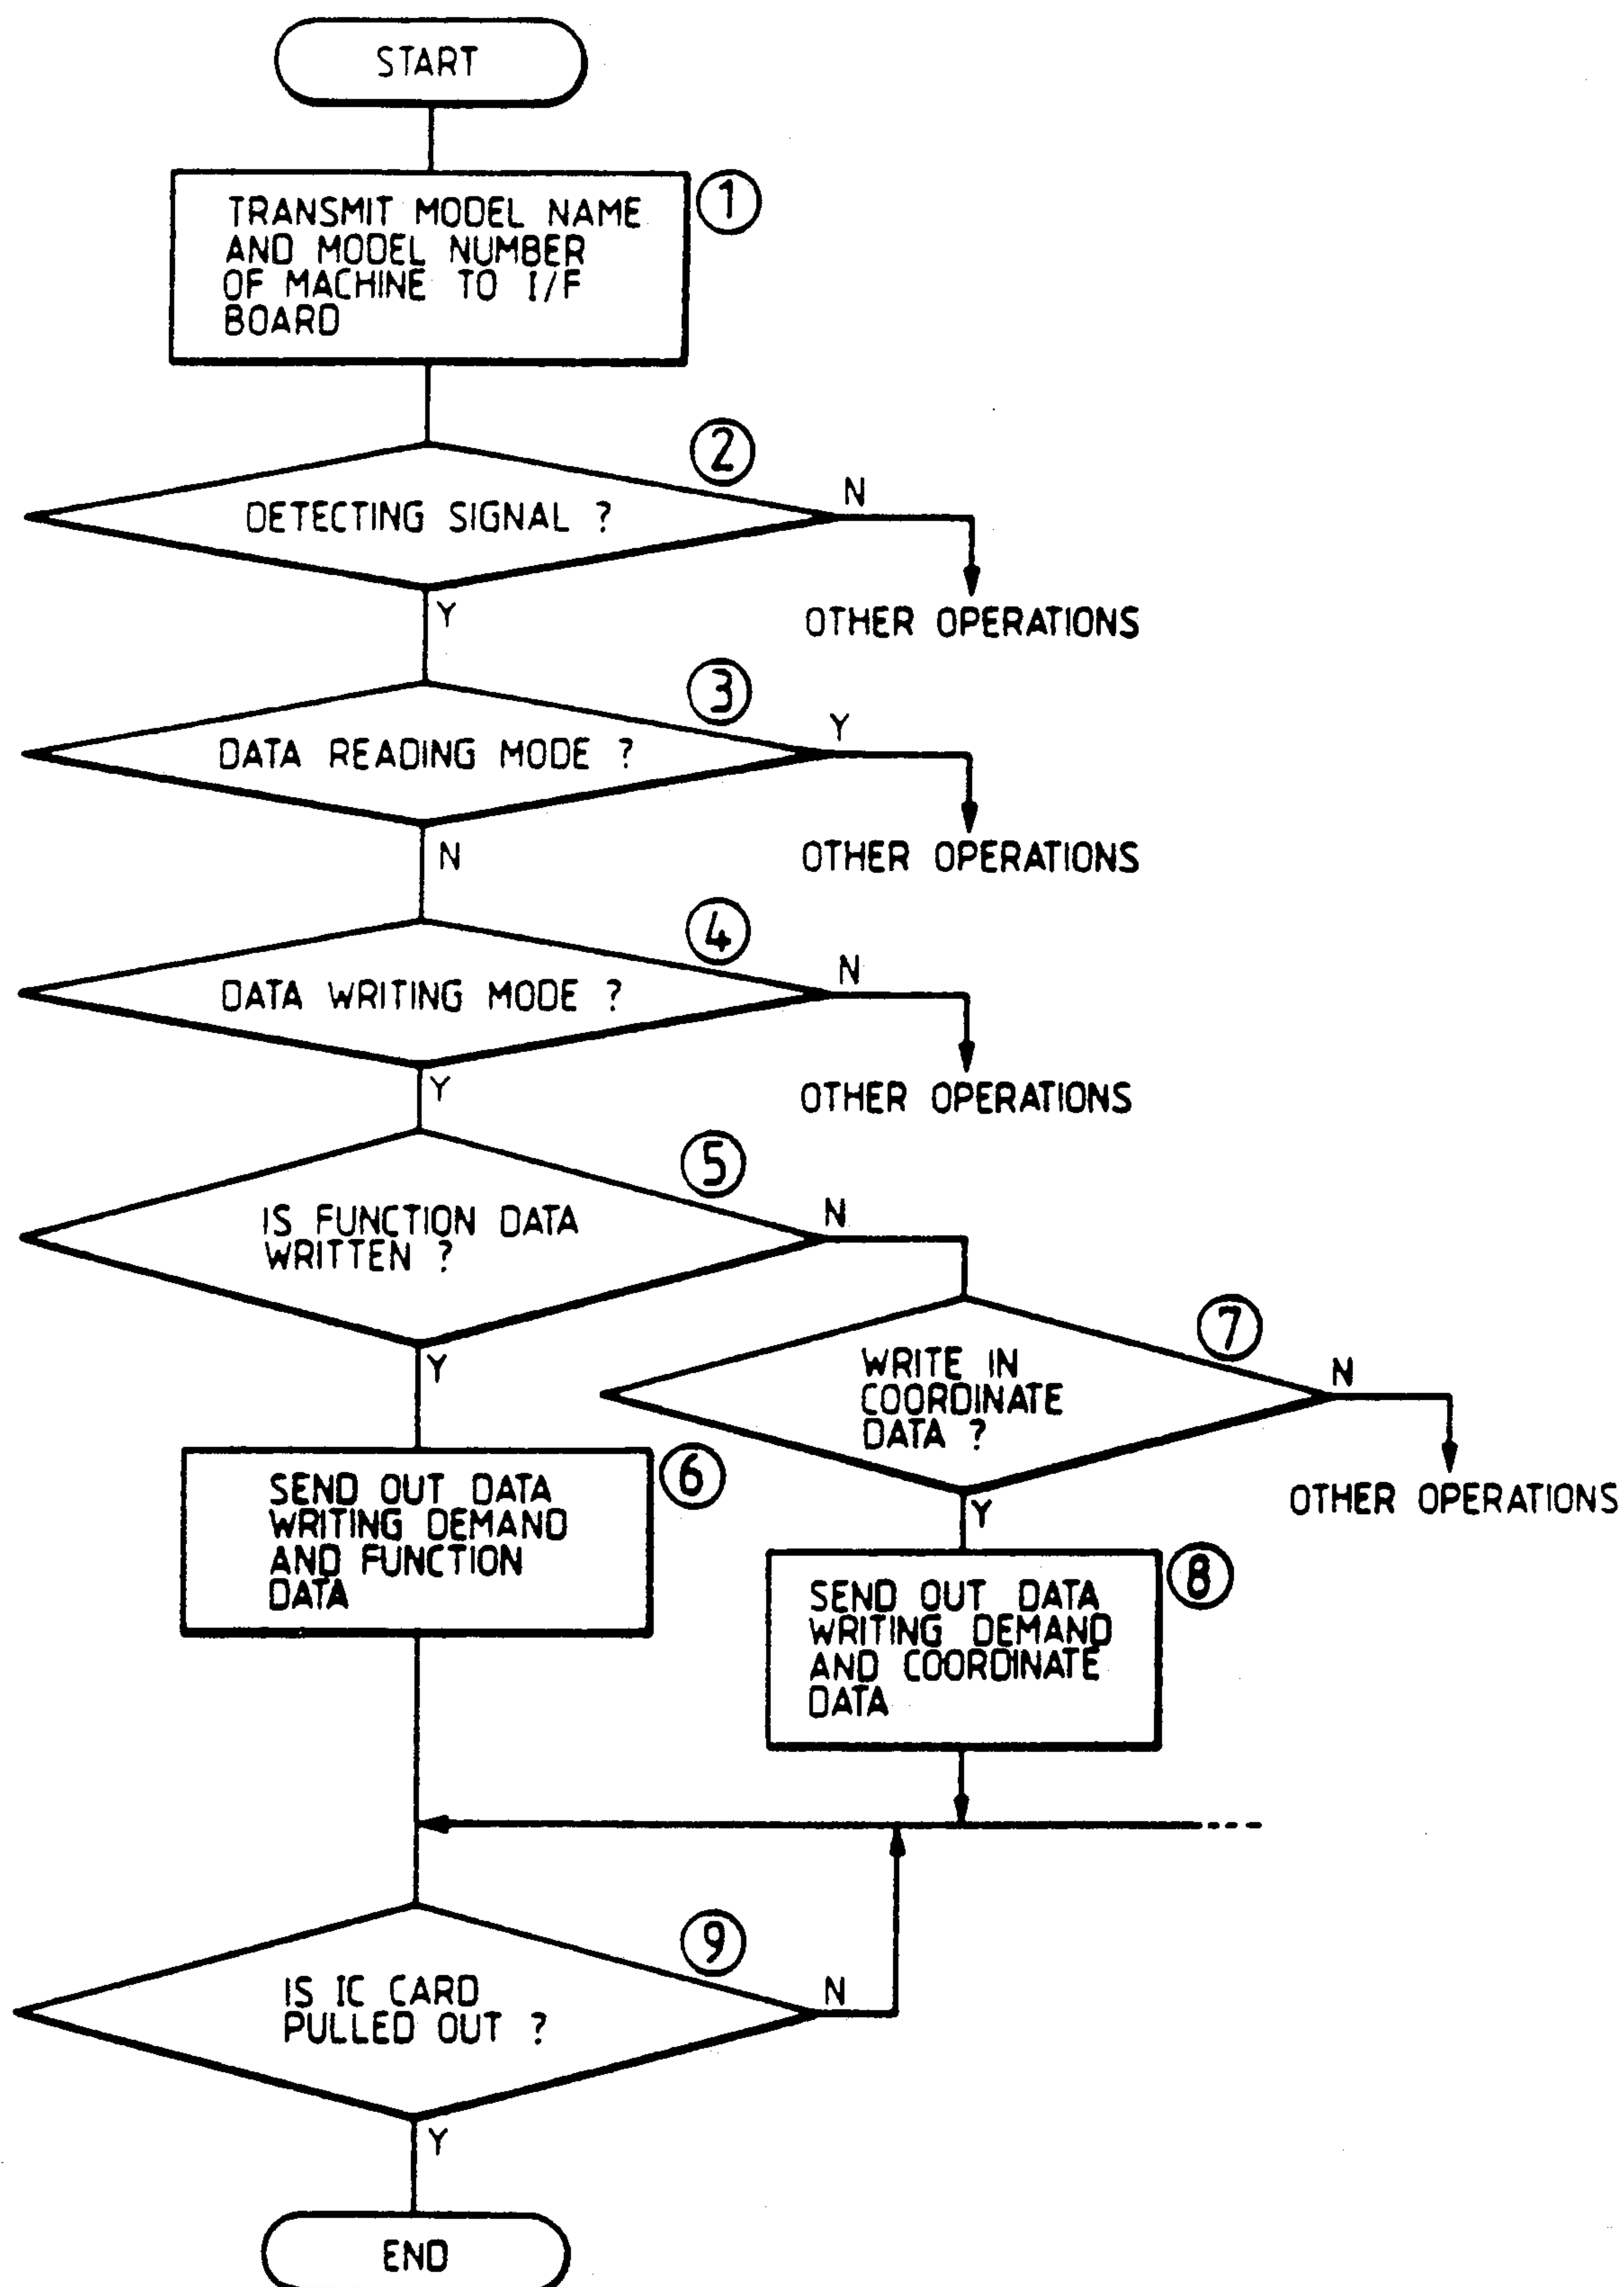 START
1
TRANSMIT MODEL NAME
AND MODEL NUMBER
OF MACHINE TO I/F
BOARD
2
DETECTING SIGNAL ?
N
OTHER OPERATIONS
Y
3
DATA READING MODE ?
Y
OTHER OPERATIONS
N
4
DATA WRITING MODE ?
N
OTHER OPERATIONS
Y
5
IS FUNCTION DATA
WRITTEN ?
N
Y
7
WRITE IN
COORDINATE
DATA ?
N
OTHER OPERATIONS
Y
6
SEND OUT DATA
WRITING DEMAND
AND FUNCTION
DATA
8
SEND OUT DATA
WRITING DEMAND
AND COORDINATE
DATA
9
IS IC CARD
PULLED OUT ?
N
Y
END